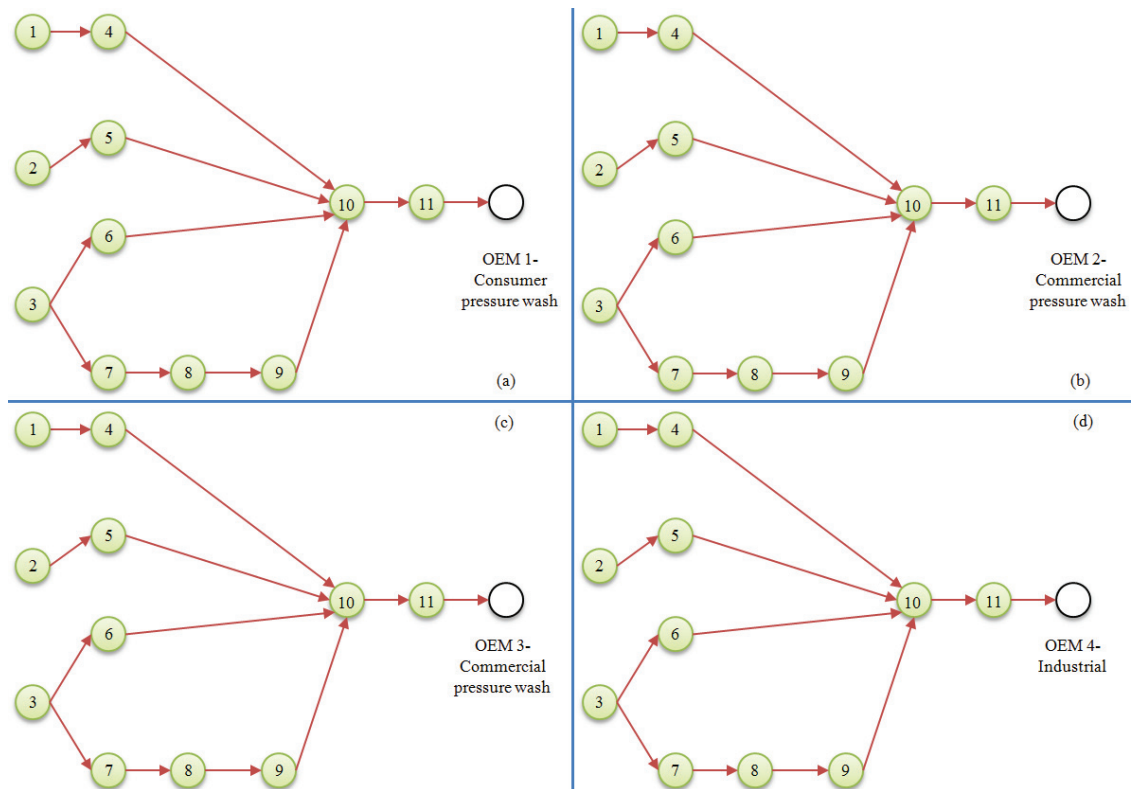 1 4
5
2
6
3
7 8 9
10 11
OEM 1-
Consumer
pressure wash
(a)
1 4
5
2
6
3
7 8 9
10 11
OEM 2-
Commercial
pressure wash
(b)
1 4
(c)
5
2
6
3
7 8 9
10 11
OEM 3-
Commercial
pressure wash
1 4
(d)
5
2
6
3
7 8 9
10 11
OEM 4-
Industrial